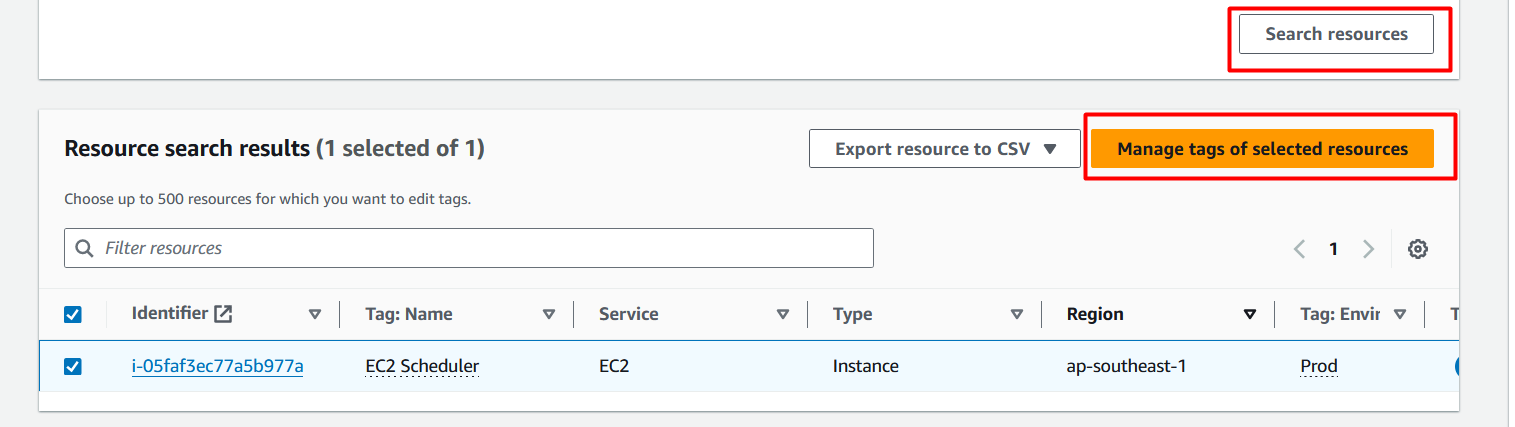 Search resources
Resource search results (1 selected of 1)
Export resource to CSV
Manage tags of selected resources
Choose up to 500 resources for which you want to edit tags.
Filter resources
1
Identifier Tag: Name Service Type Region Tag: Envir T
i-05faf3ec77a5b977a EC2 Scheduler EC2 Instance ap-southeast-1 Prod